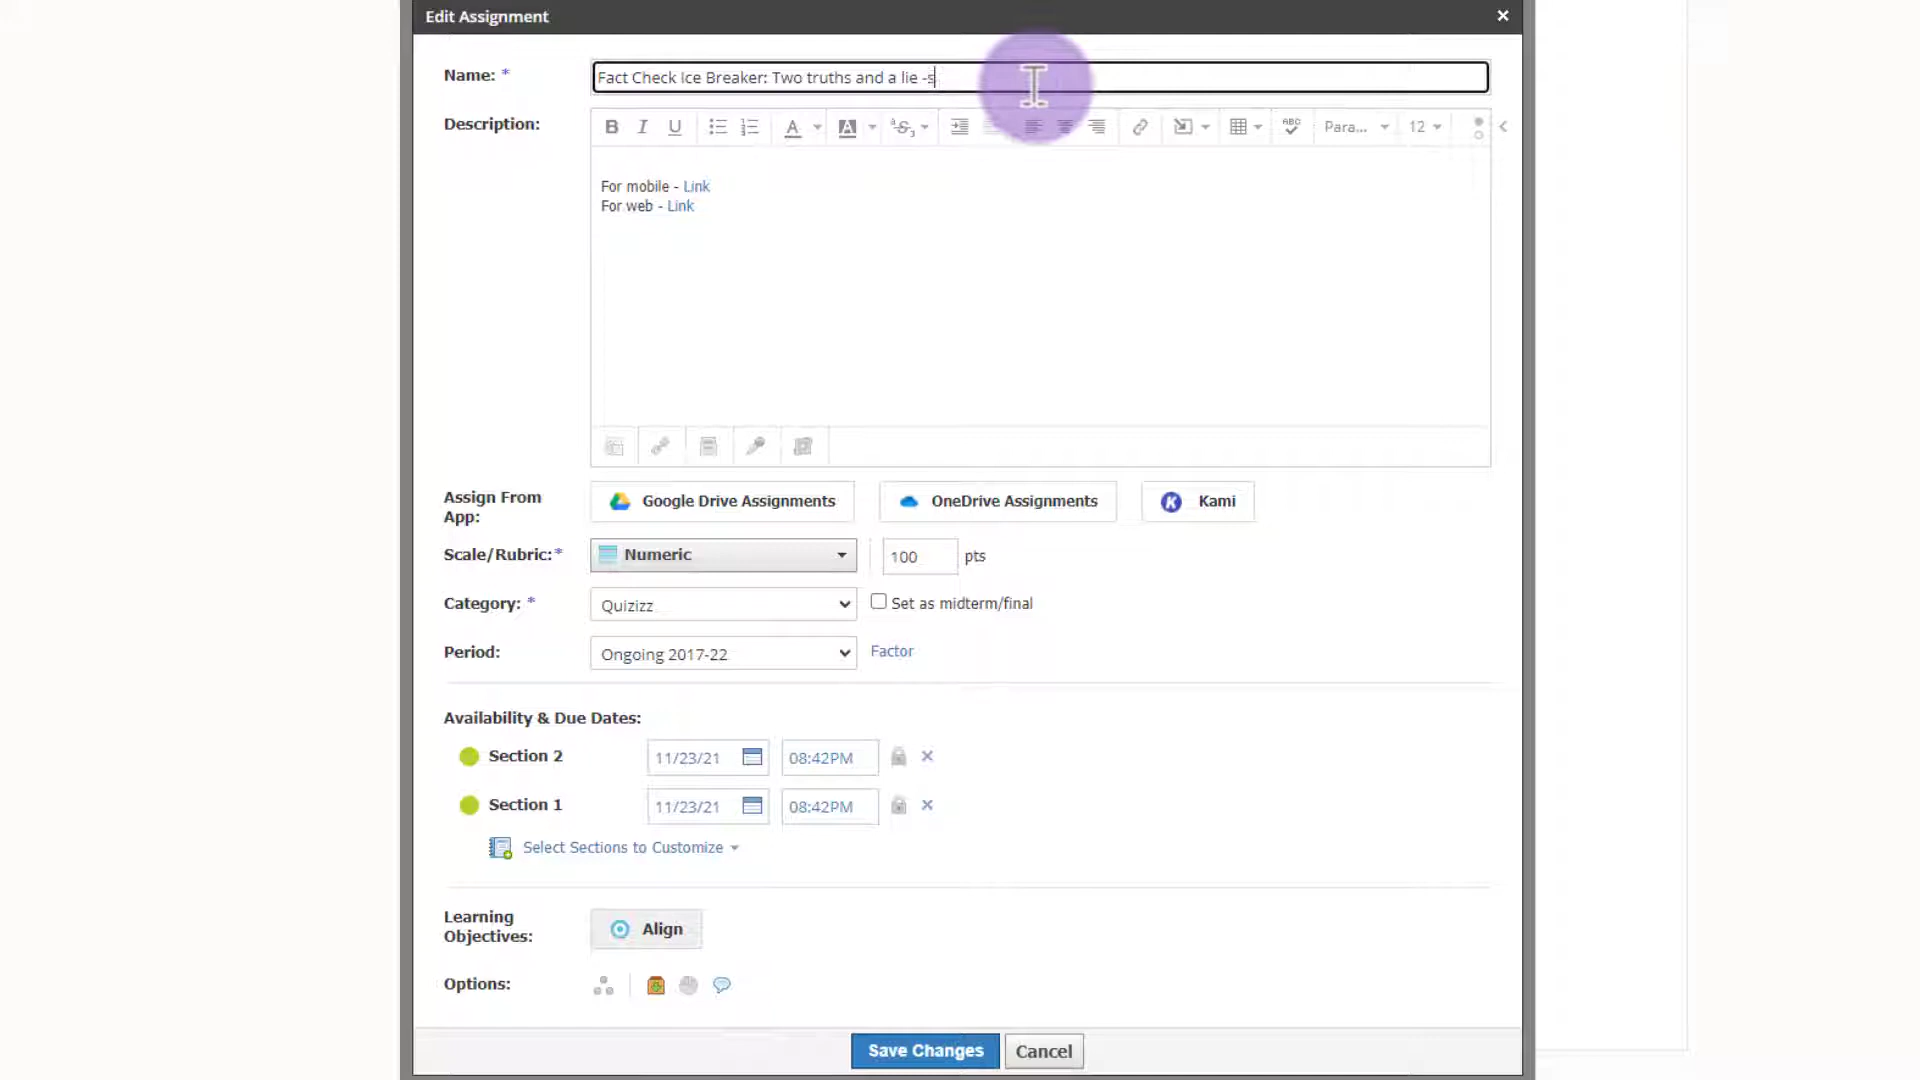 Edit Assignment ×
Name: * Fact Check Ice Breaker: Two truths and a lie -s
Description: B I U A A S ABC Para... 12
For mobile - Link
For web - Link
Assign From App: Google Drive Assignments OneDrive Assignments K Kami
Scale/Rubric: * Numeric 100 pts
Category: * Quizizz Set as midterm/final
Period: Ongoing 2017-22 Factor
Availability & Due Dates:
Section 2 11/23/21 08:42PM ×
Section 1 11/23/21 08:42PM ×
Select Sections to Customize
Learning Objectives: Align
Options:
Save Changes Cancel